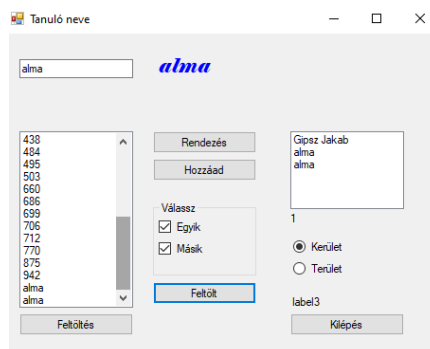 Tanuló neve
alma
alma
438
484
495
503
660
686
699
706
712
770
875
942
alma
alma
Feltöltés
Rendezés
Hozzáad
Válassz
Egyik
Másik
Feltölt
Gipsz Jakab
alma
alma
1
Kerület
Terület
label3
Kilépés